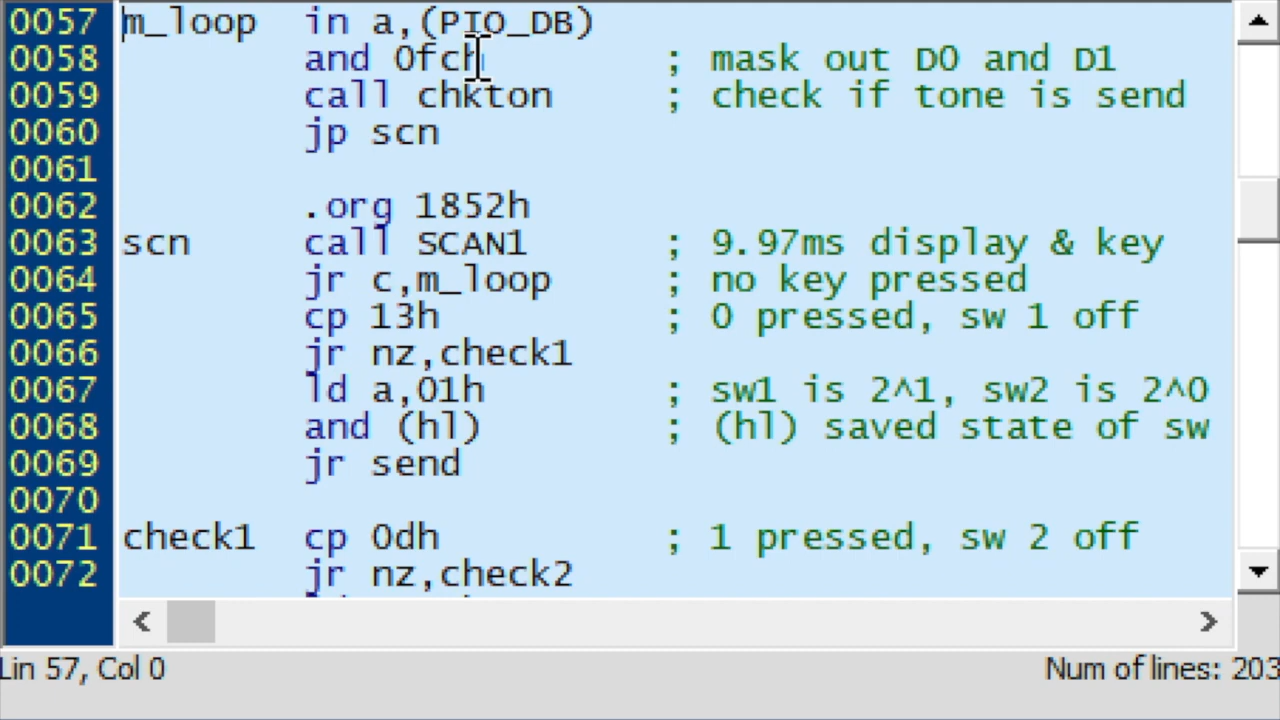 0057 m_loop in a,(PIO_DB)
0058 and 0fch ; mask out D0 and D1
0059 call chkton ; check if tone is send
0060 jp scn
0061
0062 .org 1852h
0063 scn call SCAN1 ; 9.97ms display & key
0064 jr c,m_loop ; no key pressed
0065 cp 13h ; 0 pressed, sw 1 off
0066 jr nz,check1
0067 ld a,01h ; sw1 is 2^1, sw2 is 2^0
0068 and (hl) ; (hl) saved state of sw
0069 jr send
0070
0071 check1 cp 0dh ; 1 pressed, sw 2 off
0072 jr nz,check2
Lin 57, Col 0 Num of lines: 203